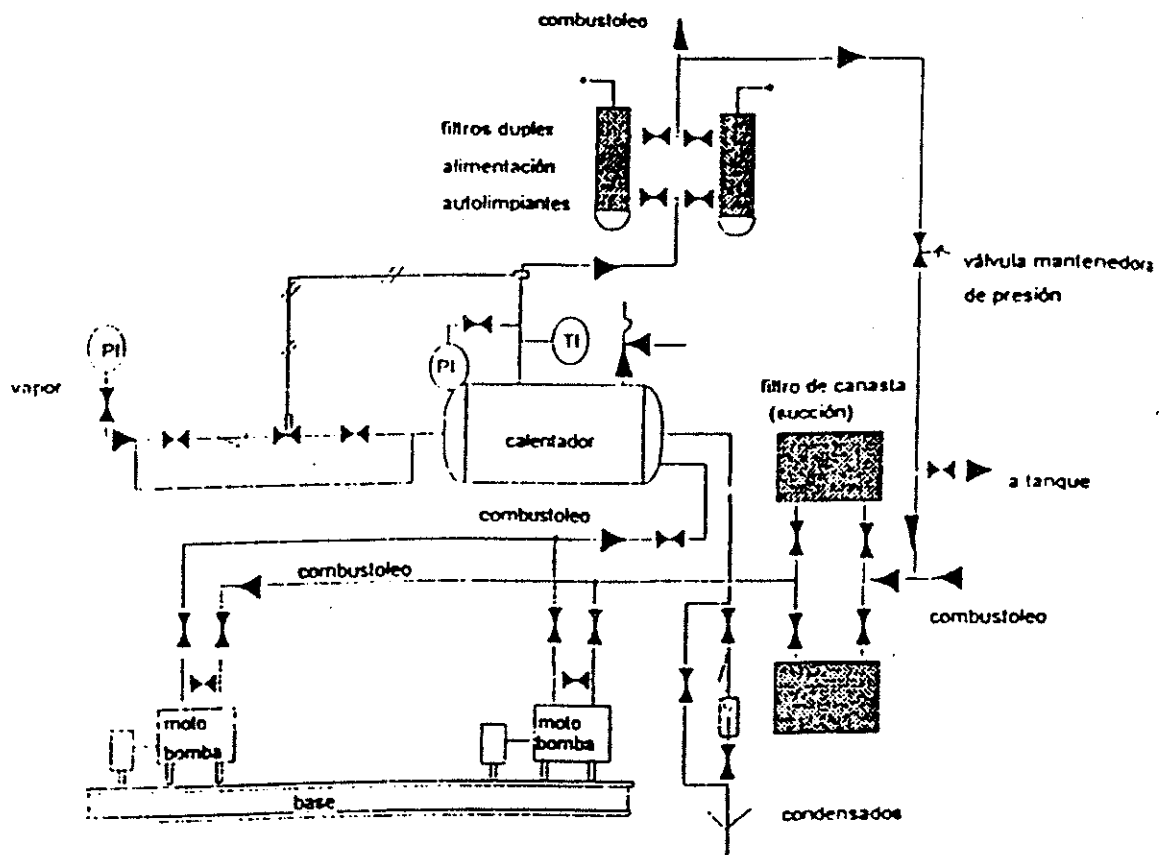 combustoleo
filtros duplex
alimentación
autolimpiantes
válvula mantenedora
de presión
PI
TI
PI
vapor
filtro de canasta
(succión)
calentador
a tanque
combustoleo
combustoleo
combustoleo
moto
bomba
moto
bomba
base
condensados